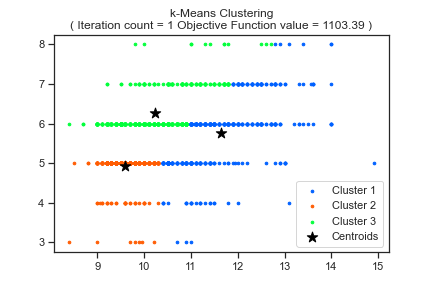 k-Means Clustering
( Iteration count = 1 Objective Function value = 1103.39 )
8
7
6
5
4
3
Cluster 1
Cluster 2
Cluster 3
Centroids
9 10 11 12 13 14 15